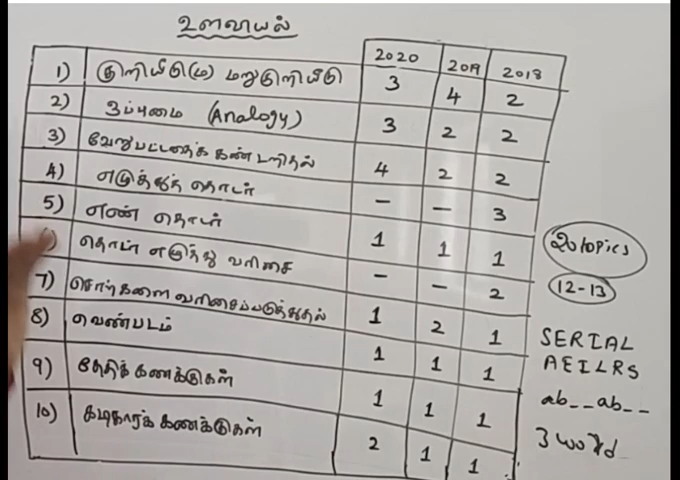 உளவியல்
2020 2019 2018
1) குறியீடு(ம) மறுகுறியீடு 3 4 2
2) ஒப்புமை (Analogy) 3 2 2
3) வேறுபட்டதைக் கண்டறிதல் 4 2 2
4) எழுத்துத் தொடர் – – 3
5) எண் தொடர் 1 1 1
தொடர் எழுத்து வரிசை – – 2
7) சொற்களை வரிசைப்படுத்துதல் 1 2 1
8) வெண்படம் 1 1 1
9) தேதிக் கணக்குகள் 1 1 1
10) கடிகாரக் கணக்குகள் 2 1 1
20 topics
12-13
SERIAL
AEILRS
ab__ab__
3 word